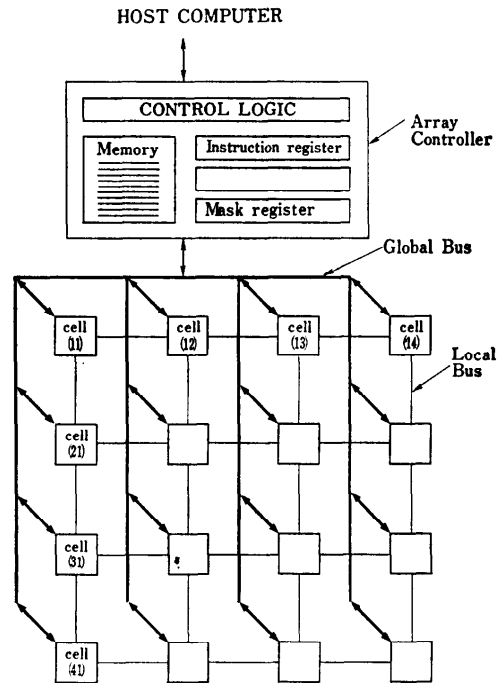 HOST COMPUTER
CONTROL LOGIC
Array
Controller
Memory
Instruction register
Mask register
Global Bus
cell
(11)
cell
(12)
cell
(13)
cell
(14)
Local
Bus
cell
(21)
cell
(31)
cell
(41)